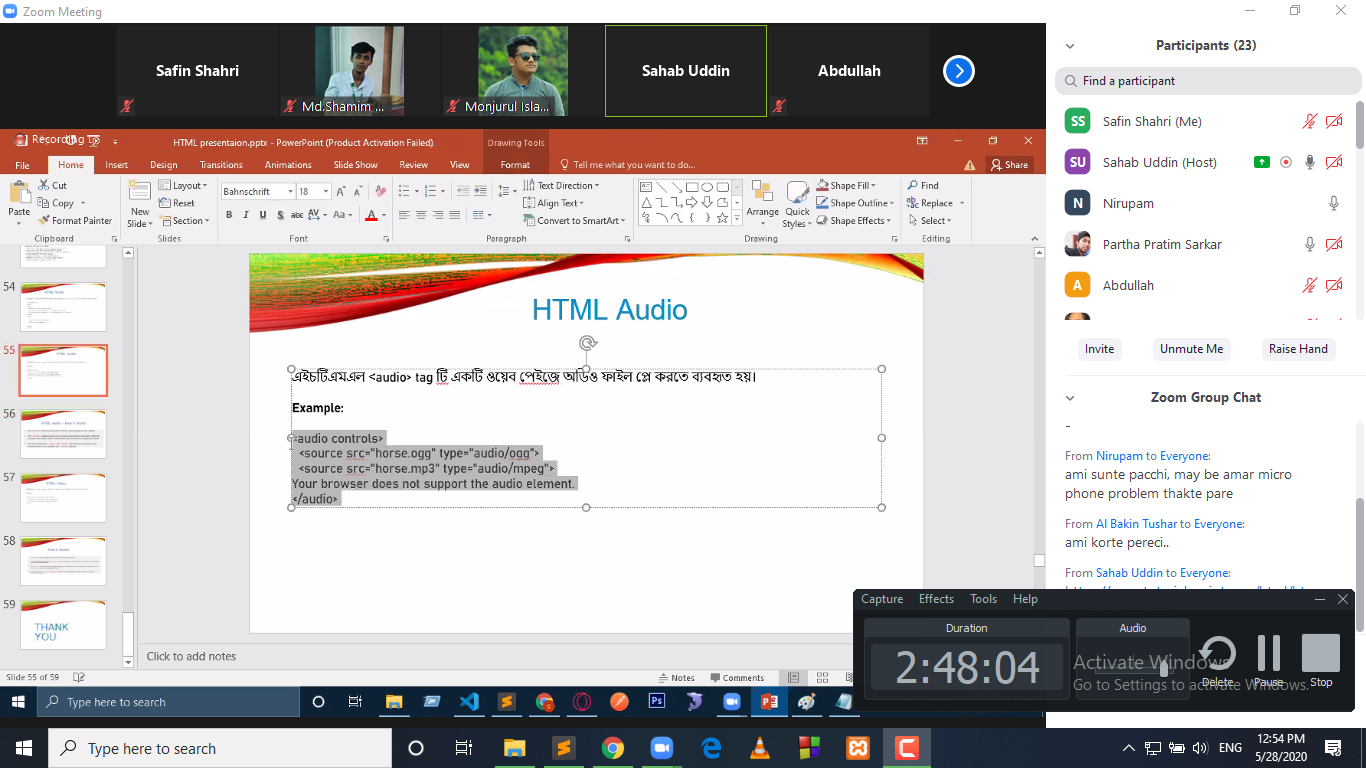 Zoom Meeting
Safin Shahri
Md.Shamim ...
Monjurul Isla...
Sahab Uddin
Abdullah
Participants (23)
Find a participant
SS Safin Shahri (Me)
SU Sahab Uddin (Host)
N Nirupam
Partha Pratim Sarkar
A Abdullah
Invite
Unmute Me
Raise Hand
Zoom Group Chat
From Nirupam to Everyone:
ami sunte pacchi, may be amar micro
phone problem thakte pare
From Al Bakin Tushar to Everyone:
ami korte pereci..
From Sahab Uddin to Everyone:
Recording
HTML presentaion.pptx - PowerPoint (Product Activation Failed)
Drawing Tools
File Home Insert Design Transitions Animations Slide Show Review View Format Tell me what you want to do... Share
Paste
Cut
Copy
Format Painter
Clipboard
New
Slide
Layout
Reset
Section
Slides
Bahnschrift 18
B I U S abc AV Aa A
Font
Text Direction
Align Text
Convert to SmartArt
Paragraph
Arrange
Quick
Styles
Shape Fill
Shape Outline
Shape Effects
Drawing
Find
Replace
Select
Editing
54
55
56
57
58
59
THANK
YOU
HTML Audio
এইচটিএমএল <audio> tag টি একটি ওয়েব পেইজে অডিও ফাইল প্লে করতে ব্যবহৃত হয়।
Example:
<audio controls>
<source src="horse.ogg" type="audio/ogg">
<source src="horse.mp3" type="audio/mpeg">
Your browser does not support the audio element.
</audio>
Click to add notes
Slide 55 of 59
Notes
Comments
Capture Effects Tools Help
Duration
2:48:04
Audio
Delete
Pause
Stop
Activate Windows
Go to Settings to activate Windows.
Type here to search
Type here to search
ENG
12:54 PM
5/28/2020